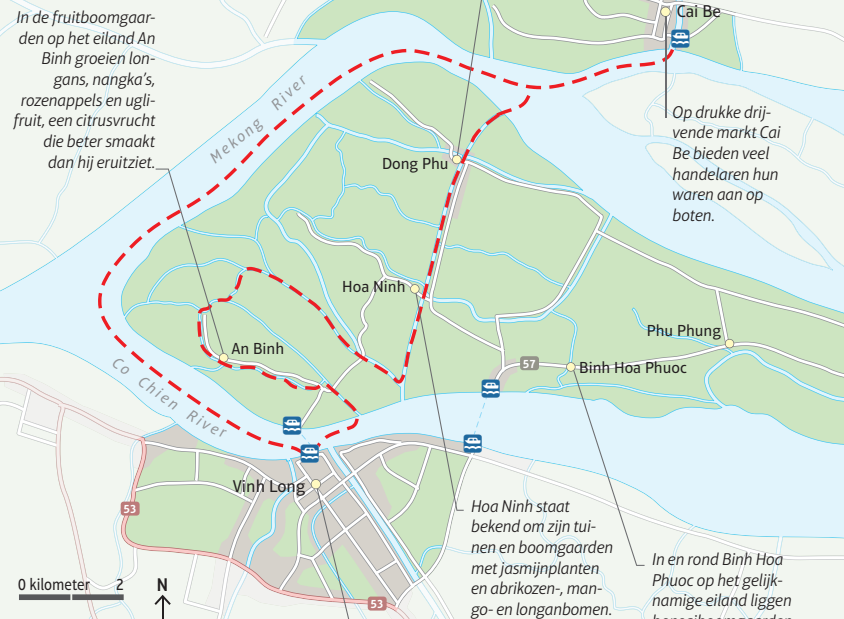 In de fruitboomgaar-
den op het eiland An
Binh groeien lon-
gans, nangka's,
rozenappels en ugli-
fruit, een citrusvrucht
die beter smaakt
dan hij eruitziet.
Cai Be
Op drukke drij-
vende markt Cai
Be bieden veel
handelaren hun
waren aan op
boten.
Mekong River
Dong Phu
Hoa Ninh
An Binh
Phu Phung
57
Binh Hoa Phuoc
Co Chien River
Vinh Long
53
Hoa Ninh staat
bekend om zijn tui-
nen en boomgaarden
met jasmijnplanten
en abrikozen-, man-
go- en longanbomen.
In en rond Binh Hoa
Phuoc op het gelijk-
namige eiland liggen
0 kilometer 2
N
53